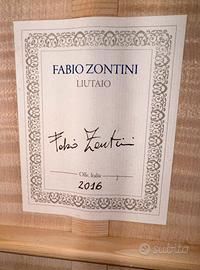 FABIO ZONTINI
LIUTAIO
Fabio Zontini
Olle, Italia
2016
subito